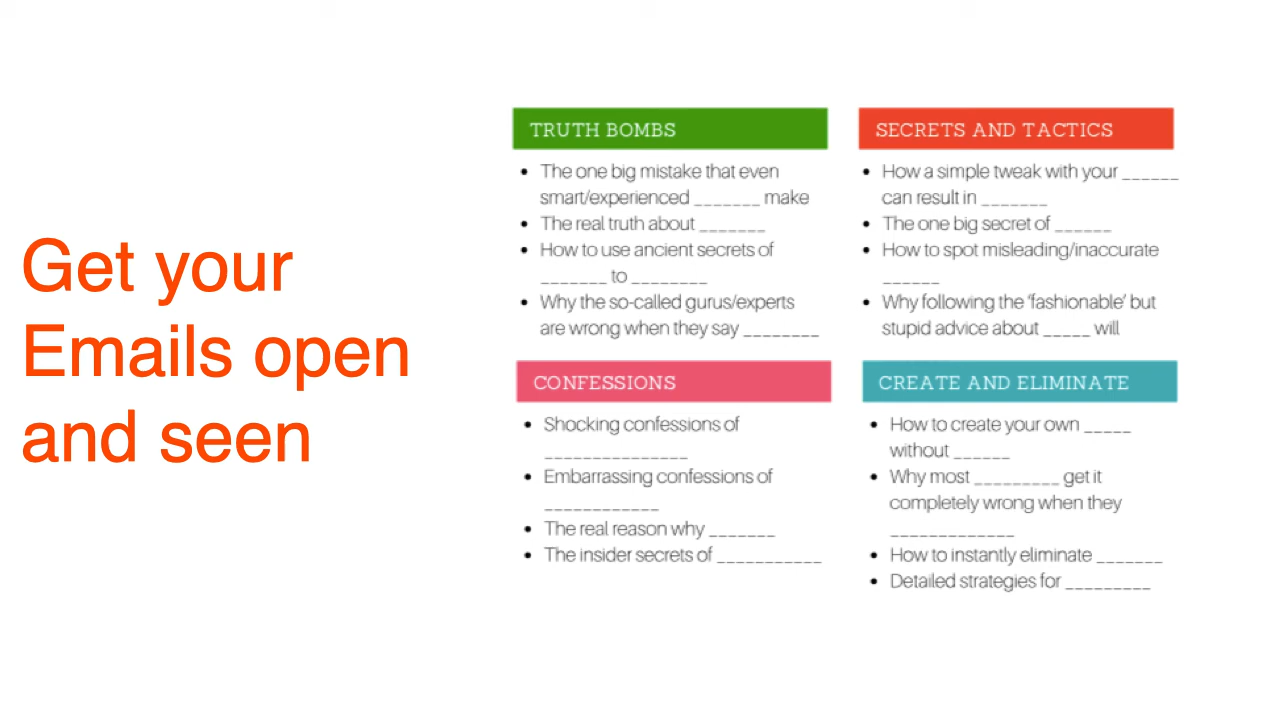 Get your
Emails open
and seen
TRUTH BOMBS
• The one big mistake that even
smart/experienced _______ make
• The real truth about _______
• How to use ancient secrets of
_______ to ________
• Why the so-called gurus/experts
are wrong when they say ________
SECRETS AND TACTICS
• How a simple tweak with your ______
can result in _______
• The one big secret of ______
• How to spot misleading/inaccurate
______
• Why following the ‘fashionable’ but
stupid advice about _____ will
CONFESSIONS
• Shocking confessions of
_______________
• Embarrassing confessions of
____________
• The real reason why _______
• The insider secrets of ___________
CREATE AND ELIMINATE
• How to create your own _____
without ______
• Why most _________ get it
completely wrong when they
_____________
• How to instantly eliminate _______
• Detailed strategies for _________